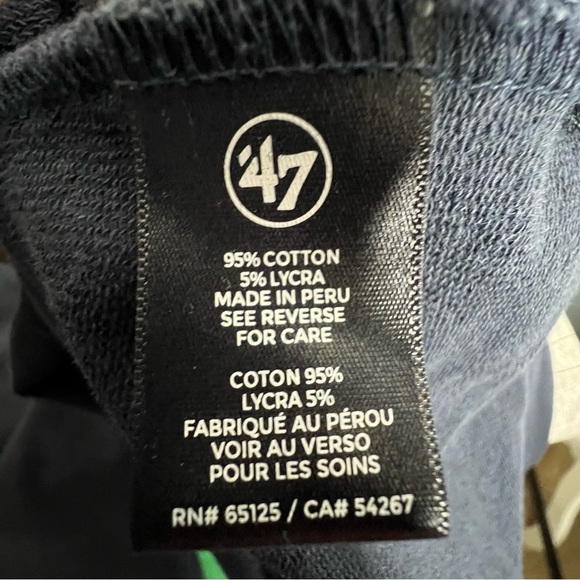 '47
95% COTTON
5% LYCRA
MADE IN PERU
SEE REVERSE
FOR CARE
COTON 95%
LYCRA 5%
FABRIQUÉ AU PÉROU
VOIR AU VERSO
POUR LES SOINS
RN# 65125 / CA# 54267